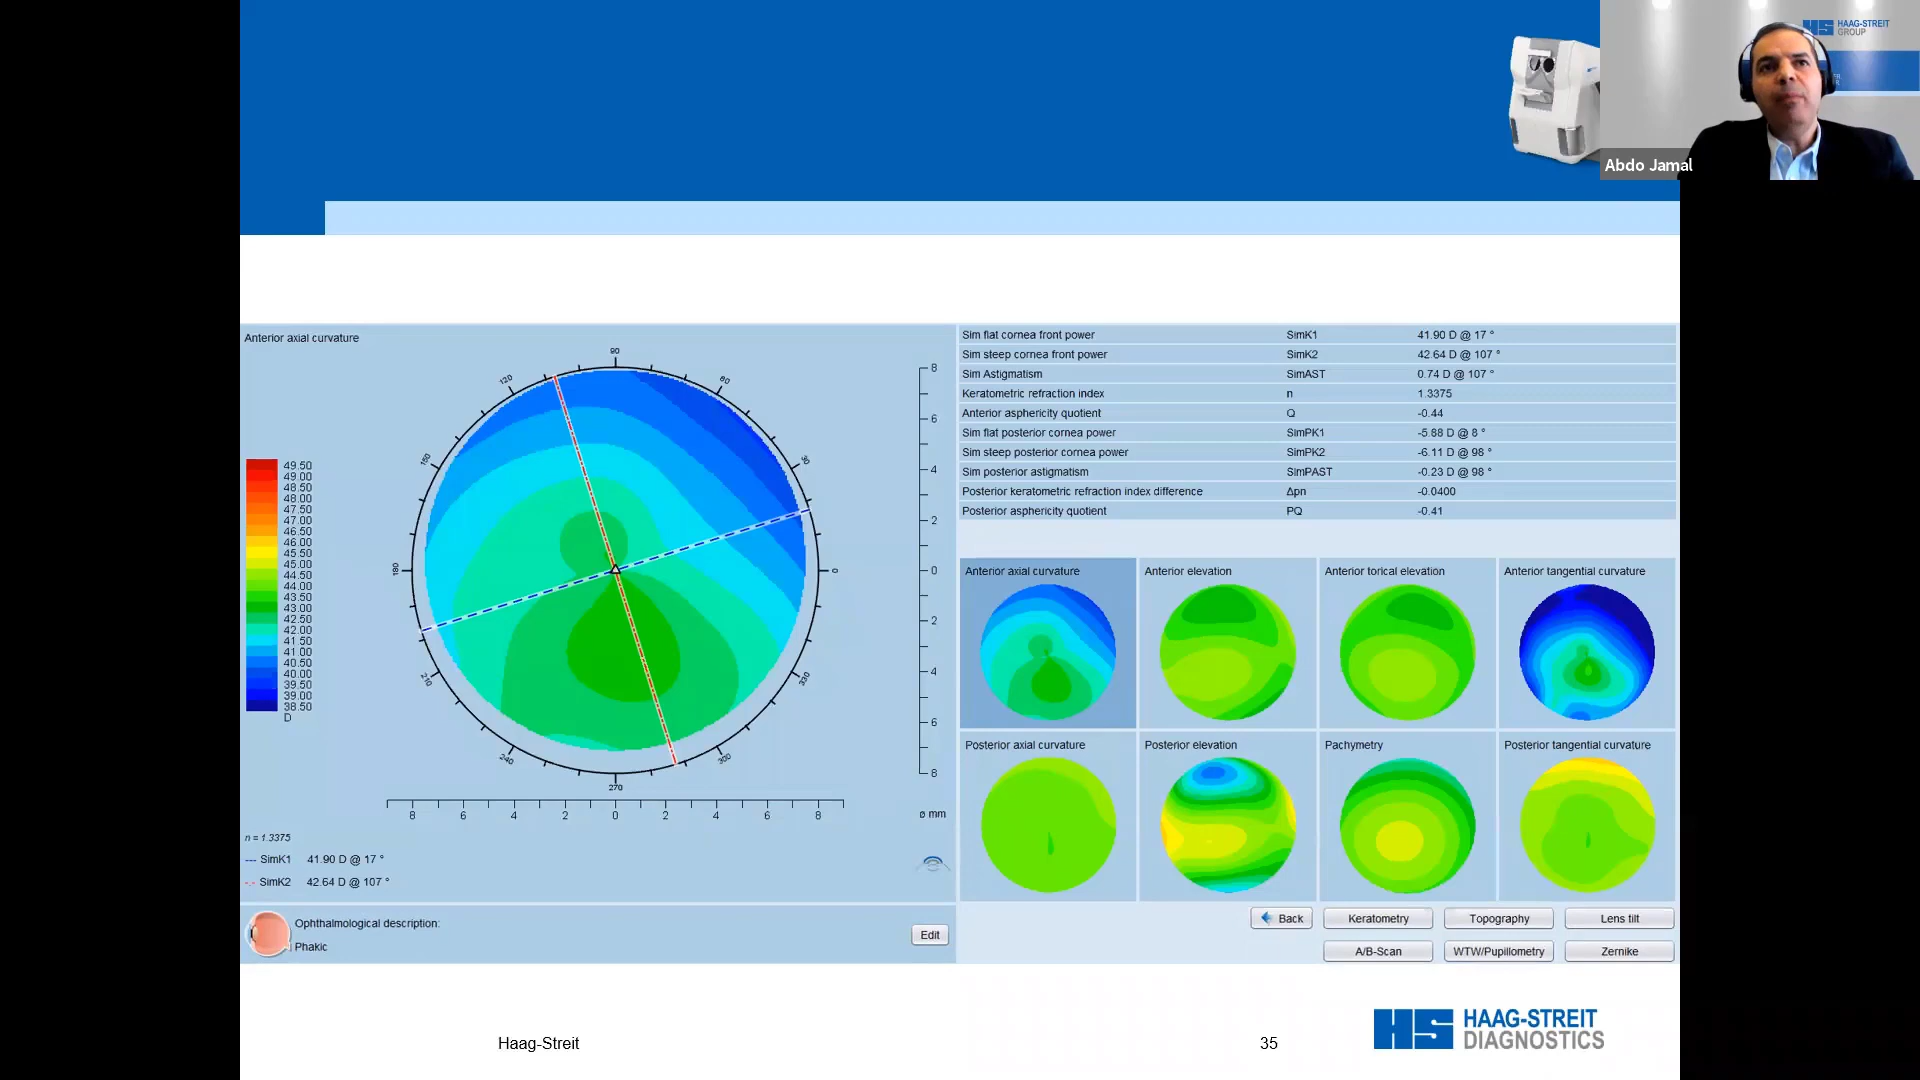 HAAG-STREIT
GROUP
Abdo Jamal
Anterior axial curvature
90
120
60
150
30
180
0
210
330
240
300
270
8
6
4
2
0
2
4
6
8
8 6 4 2 0 2 4 6 8
ø mm
49.50
49.00
48.50
48.00
47.50
47.00
46.50
46.00
45.50
45.00
44.50
44.00
43.50
43.00
42.50
42.00
41.50
41.00
40.50
40.00
39.50
39.00
38.50
D
n = 1.3375
SimK1 41.90 D @ 17 °
SimK2 42.64 D @ 107 °
Ophthalmological description:
Phakic
Edit
Sim flat cornea front power SimK1 41.90 D @ 17 °
Sim steep cornea front power SimK2 42.64 D @ 107 °
Sim Astigmatism SimAST 0.74 D @ 107 °
Keratometric refraction index n 1.3375
Anterior asphericity quotient Q -0.44
Sim flat posterior cornea power SimPK1 -5.88 D @ 8 °
Sim steep posterior cornea power SimPK2 -6.11 D @ 98 °
Sim posterior astigmatism SimPAST -0.23 D @ 98 °
Posterior keratometric refraction index difference Δpn -0.0400
Posterior asphericity quotient PQ -0.41
Anterior axial curvature Anterior elevation Anterior torical elevation Anterior tangential curvature
Posterior axial curvature Posterior elevation Pachymetry Posterior tangential curvature
Back Keratometry Topography Lens tilt
A/B-Scan WTW/Pupillometry Zernike
Haag-Streit
35
HS HAAG-STREIT
DIAGNOSTICS